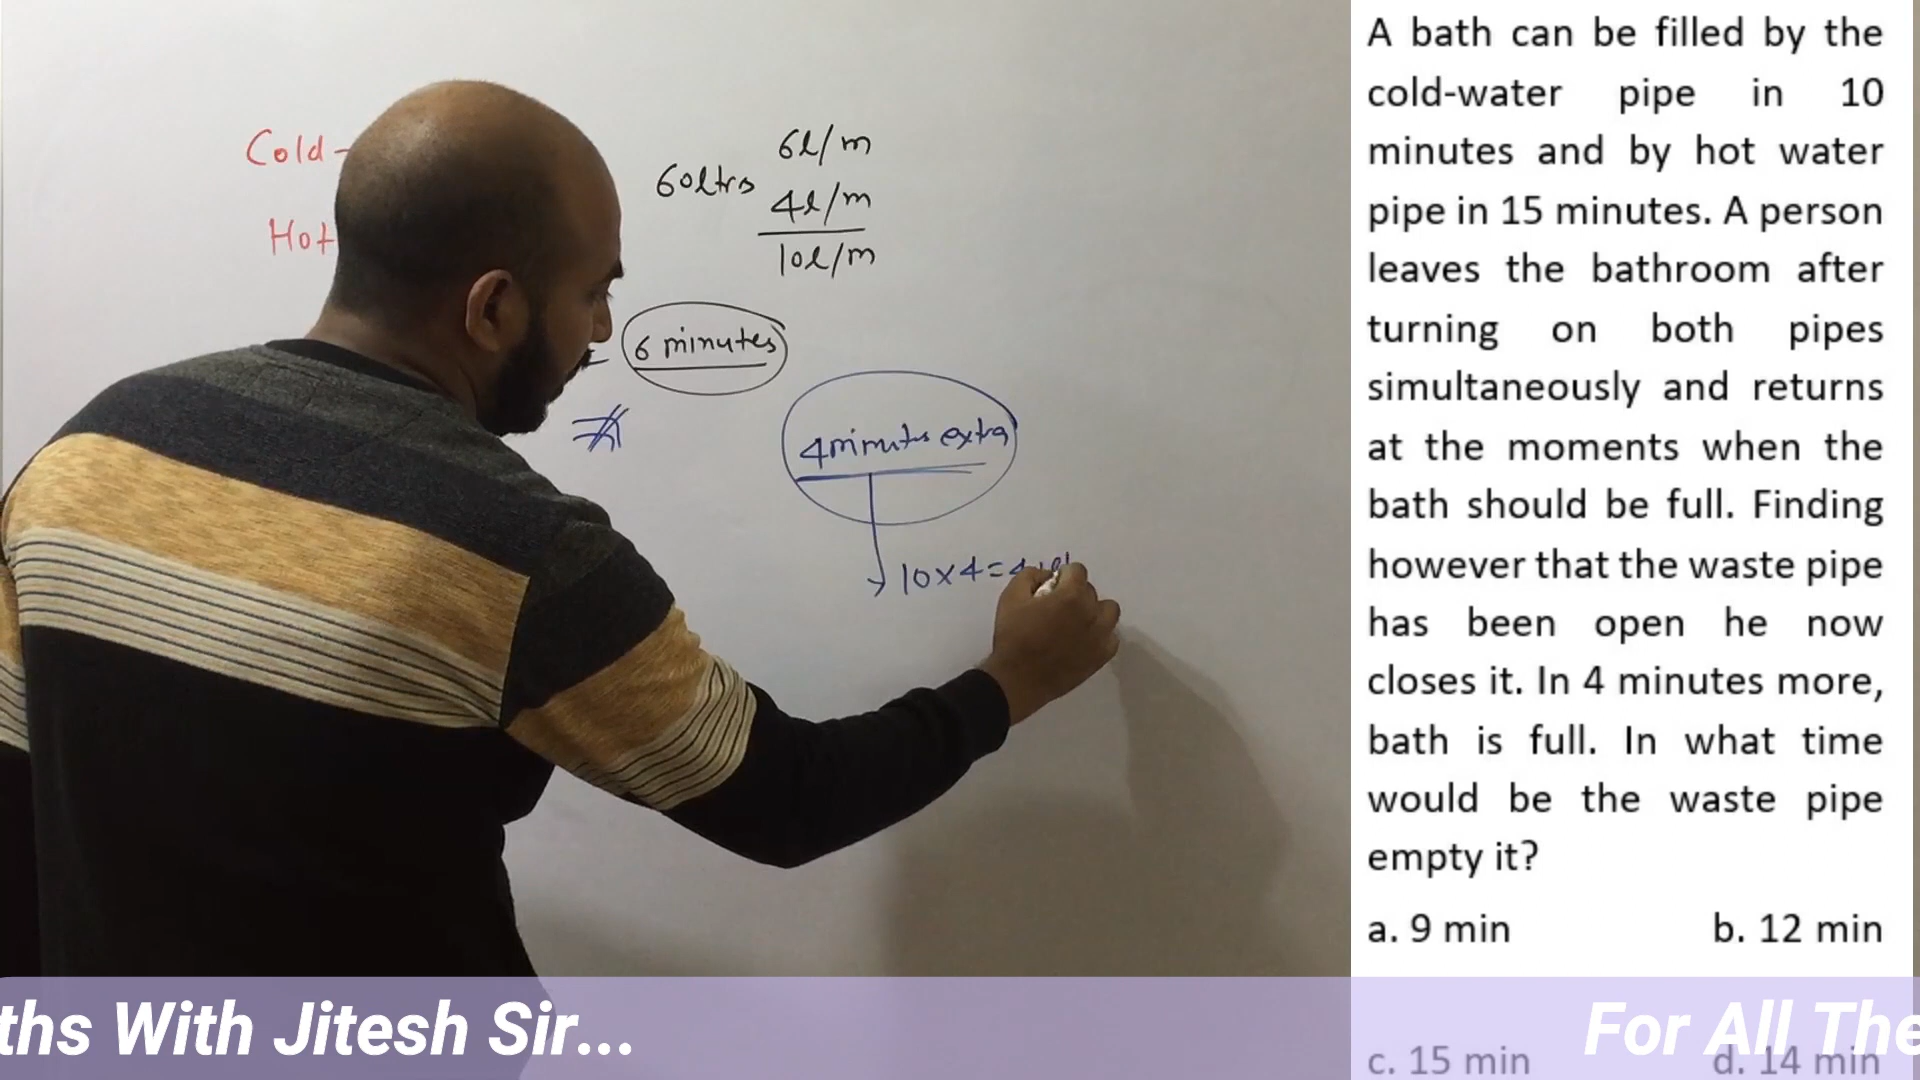 Cold-
Hot
60ltrs
6l/m
4l/m
10l/m
= 6 minutes
4 minutes extra
10x4=
A bath can be filled by the
cold-water pipe in 10
minutes and by hot water
pipe in 15 minutes. A person
leaves the bathroom after
turning on both pipes
simultaneously and returns
at the moments when the
bath should be full. Finding
however that the waste pipe
has been open he now
closes it. In 4 minutes more,
bath is full. In what time
would be the waste pipe
empty it?
a. 9 min b. 12 min
c. 15 min d. 14 min
ths With Jitesh Sir... For All The